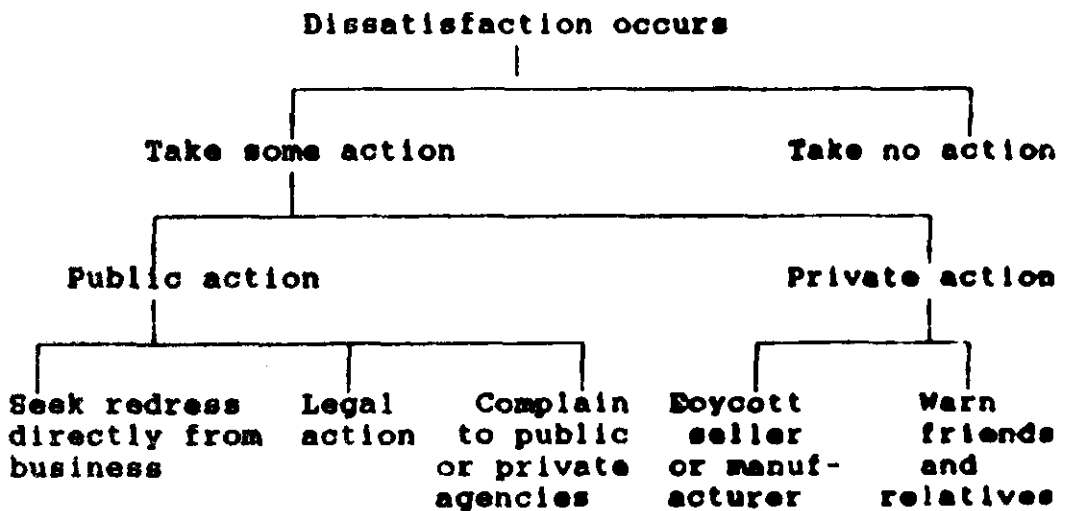 Dissatisfaction occurs
Take some action Take no action
Public action Private action
Seek redress Legal Complain Boycott Warn
directly from action to public seller friends
business or private or manuf- and
agencies acturer relatives